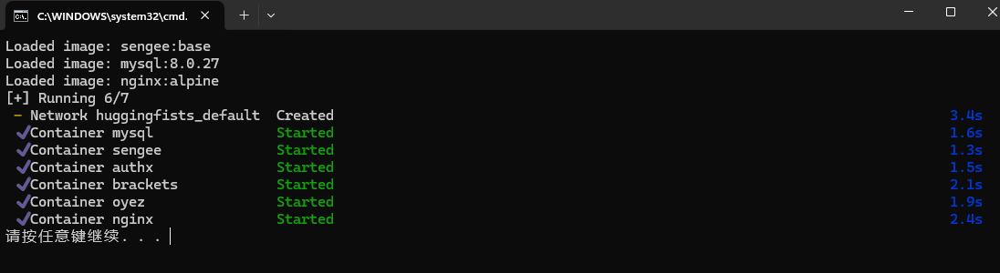 C:\WINDOWS\system32\cmd.
Loaded image: sengee:base
Loaded image: mysql:8.0.27
Loaded image: nginx:alpine
[+] Running 6/7
- Network huggingfists_default Created 3.4s
✔Container mysql Started 1.6s
✔Container sengee Started 1.3s
✔Container authx Started 1.5s
✔Container brackets Started 2.1s
✔Container oyez Started 1.9s
✔Container nginx Started 2.4s
请按任意键继续. . .